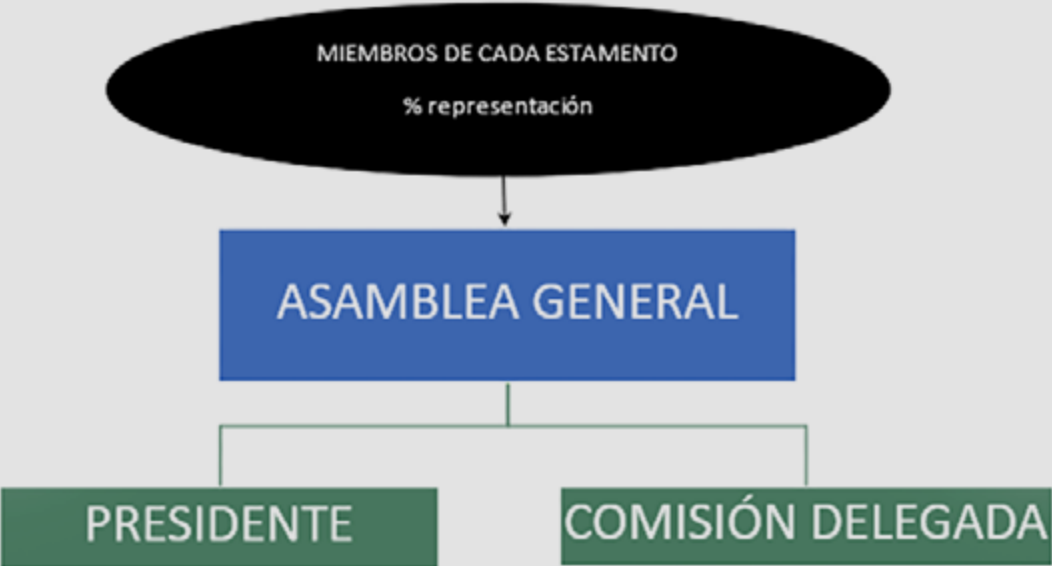 MIEMBROS DE CADA ESTAMENTO
% representación
ASAMBLEA GENERAL
PRESIDENTE
COMISIÓN DELEGADA